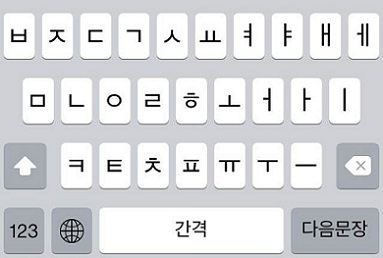 ㅂ ㅈ ㄷ ㄱ ㅅ ㅛ ㅕ ㅑ ㅐ ㅔ
ㅁ ㄴ ㅇ ㄹ ㅎ ㅗ ㅓ ㅏ ㅣ
ㅋ ㅌ ㅊ ㅍ ㅠ ㅜ ㅡ
123 간격 다음문장